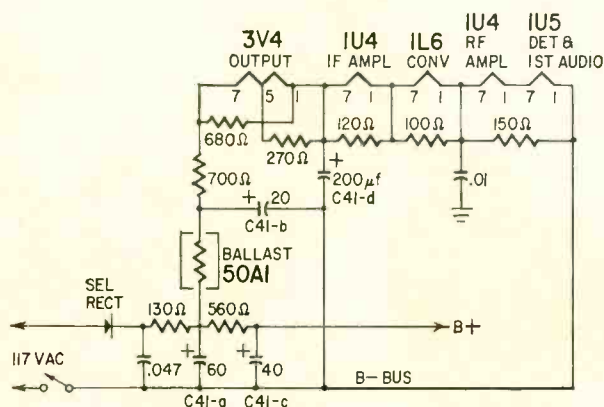 3V4 1U4 1L6 1U4 1U5
OUTPUT IF AMPL CONV RF AMPL DET & 1ST AUDIO
7 5 1 7 1 7 1 7 1 7 1
680Ω 270Ω 120Ω 100Ω 150Ω
700Ω
+ 200µf C41-d
.01
+ 20 C41-b
BALLAST 50A1
SEL RECT
130Ω 560Ω
B+
117 VAC
.047
+ 60
+ 40
B- BUS
C41-a C41-c